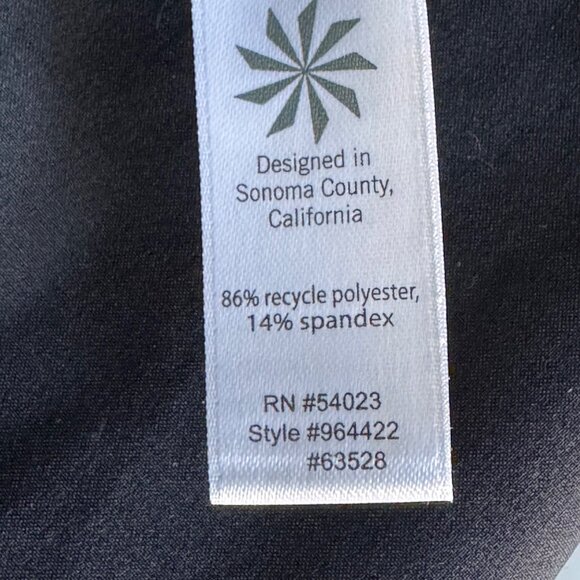 Designed in
Sonoma County,
California
86% recycle polyester,
14% spandex
RN #54023
Style #964422
#63528